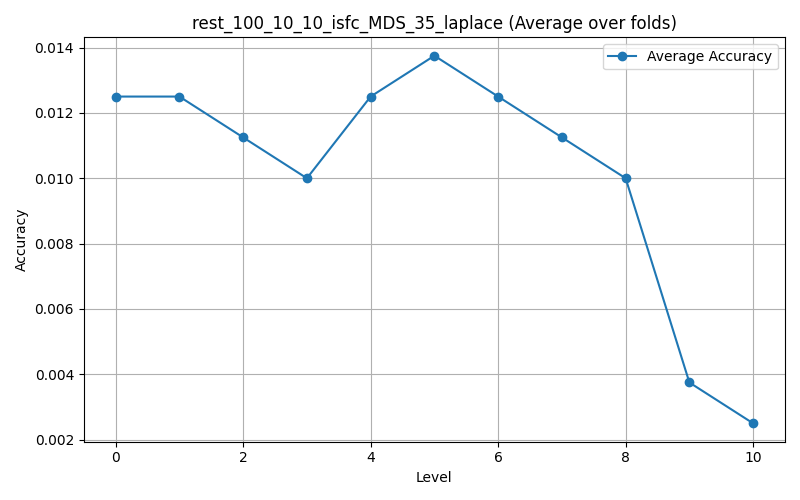 rest_100_10_10_isfc_MDS_35_laplace (Average over folds)
Average Accuracy
0.014
0.012
0.010
0.008
0.006
0.004
0.002
Accuracy
0 2 4 6 8 10
Level